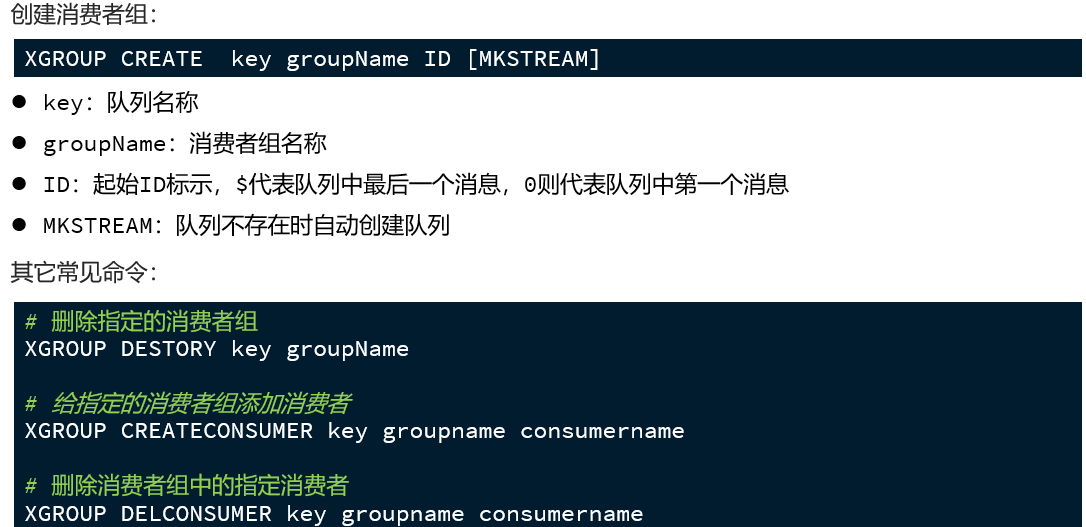 创建消费者组：
XGROUP CREATE  key groupName ID [MKSTREAM]
● key：队列名称
● groupName：消费者组名称
● ID：起始ID标示，$代表队列中最后一个消息，0则代表队列中第一个消息
● MKSTREAM：队列不存在时自动创建队列
其它常见命令：
# 删除指定的消费者组
XGROUP DESTORY key groupName
# 给指定的消费者组添加消费者
XGROUP CREATECONSUMER key groupname consumername
# 删除消费者组中的指定消费者
XGROUP DELCONSUMER key groupname consumername